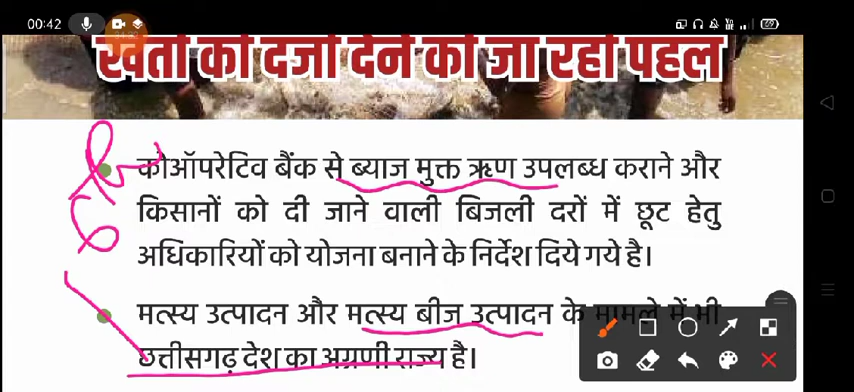 00:42
69
खेती का दर्जा देने की जा रही पहल
कोऑपरेटिव बैंक से ब्याज मुक्त ऋण उपलब्ध कराने और
किसानों को दी जाने वाली बिजली दरों में छूट हेतु
अधिकारियों को योजना बनाने के निर्देश दिये गये है।
मत्स्य उत्पादन और मत्स्य बीज उत्पादन के मामले में भी
छत्तीसगढ़ देश का अग्रणी राज्य है।